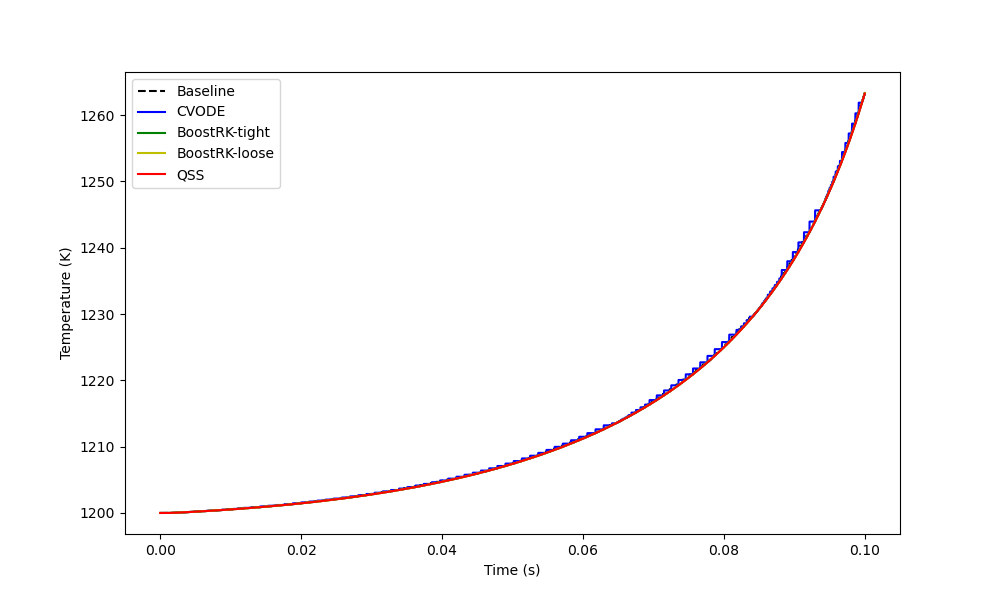 Baseline
CVODE
BoostRK-tight
BoostRK-loose
QSS
Temperature (K)
1260
1250
1240
1230
1220
1210
1200
0.00 0.02 0.04 0.06 0.08 0.10
Time (s)